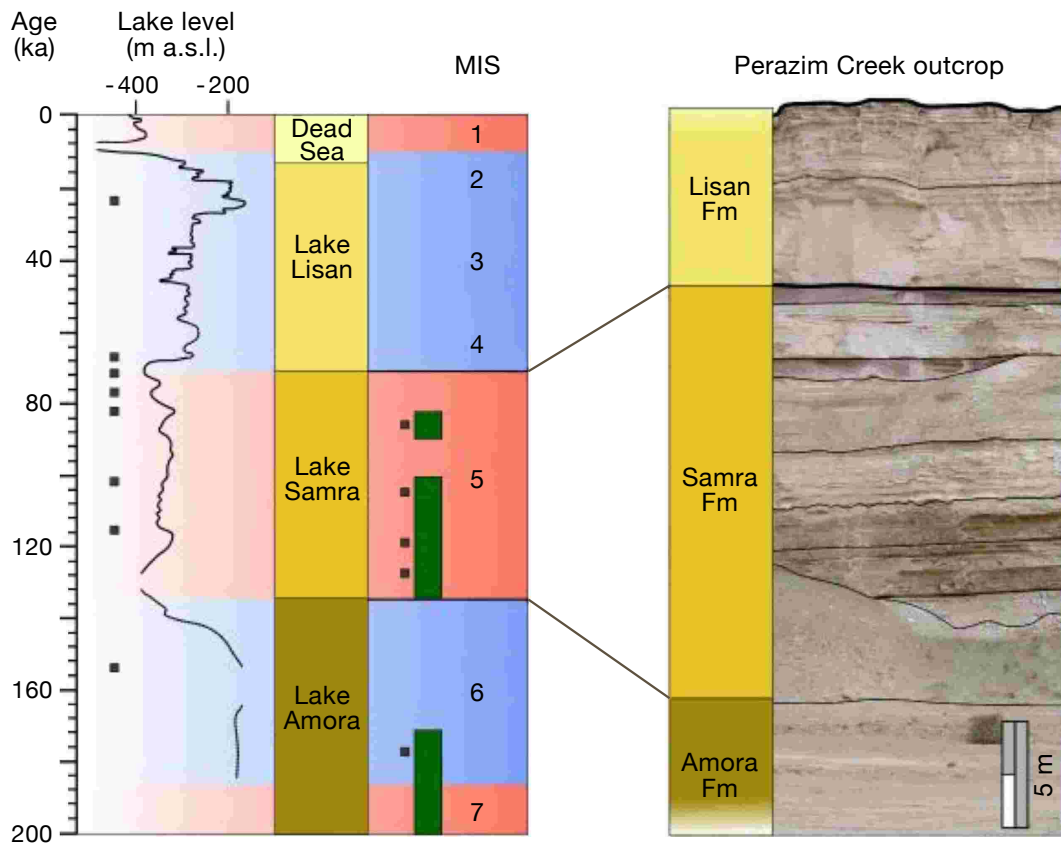 Age
(ka)
Lake level
(m a.s.l.)
-400 -200
MIS
Perazim Creek outcrop
0
40
80
120
160
200
Dead
Sea
Lake
Lisan
Lake
Samra
Lake
Amora
1
2
3
4
5
6
7
Lisan
Fm
Samra
Fm
Amora
Fm
5 m